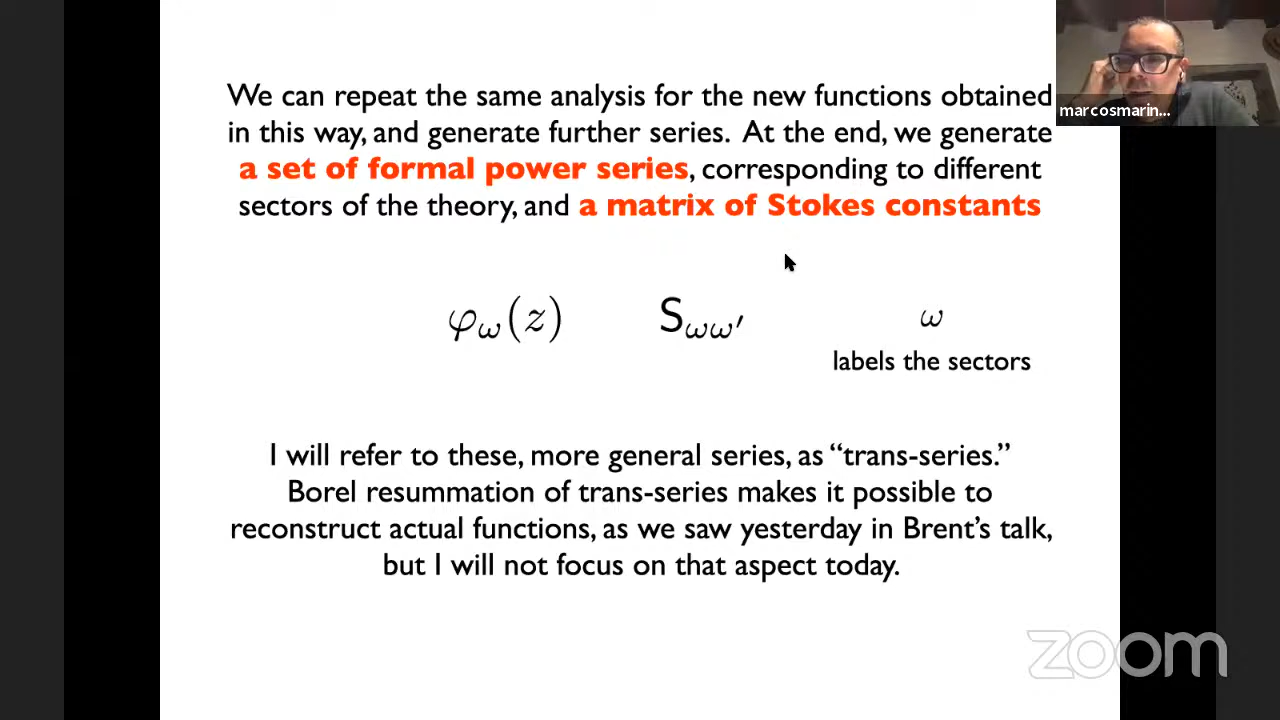 We can repeat the same analysis for the new functions obtained
in this way, and generate further series. At the end, we generate
a set of formal power series, corresponding to different
sectors of the theory, and a matrix of Stokes constants
φ_ω(z) S_ωω′ ω
labels the sectors
I will refer to these, more general series, as “trans-series.”
Borel resummation of trans-series makes it possible to
reconstruct actual functions, as we saw yesterday in Brent’s talk,
but I will not focus on that aspect today.
marcosmarin...
zoom